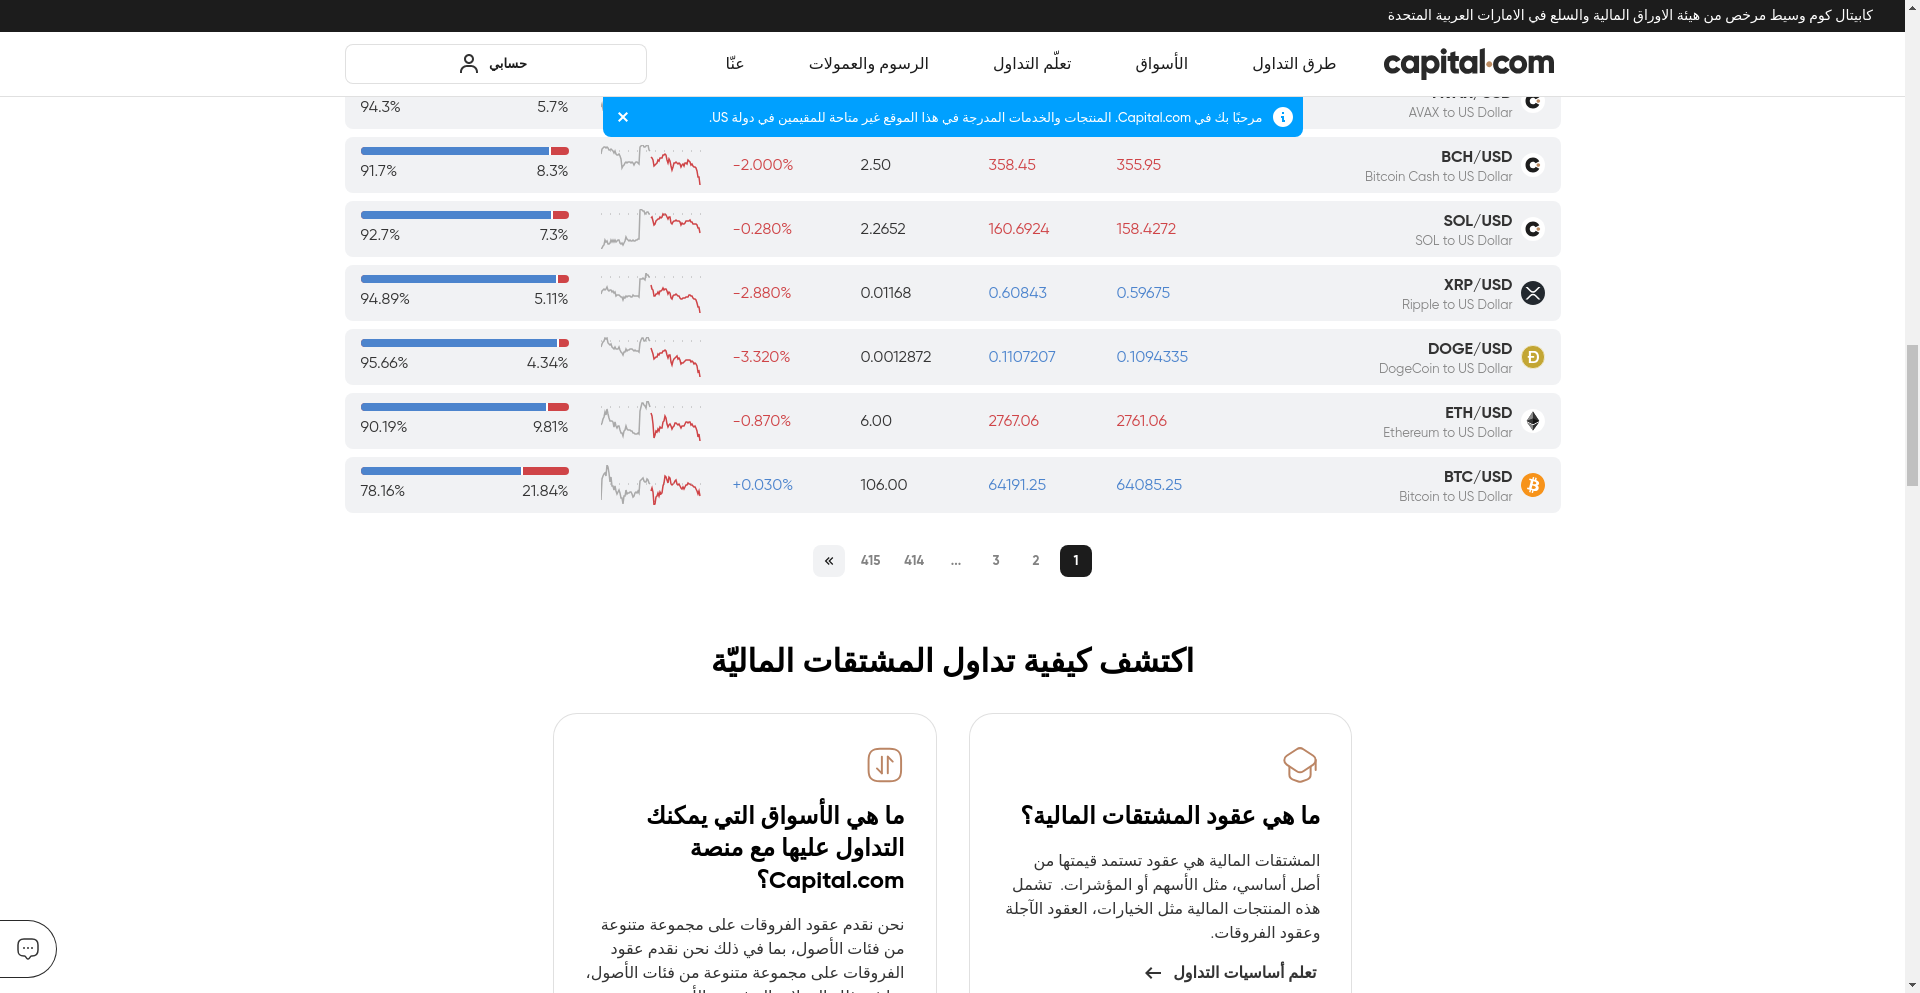 كابيتال كوم وسيط مرخص من هيئة الاوراق المالية والسلع في الامارات العربية المتحدة
capital.com طرق التداول الأسواق تعلّم التداول الرسوم والعمولات عنّا حسابي
مرحبًا بك في Capital.com. المنتجات والخدمات المدرجة في هذا الموقع غير متاحة للمقيمين في دولة US.
AVAX to US Dollar 5.7% 94.3%
BCH/USD
Bitcoin Cash to US Dollar
355.95 358.45 2.50 -2.000% 8.3% 91.7%
SOL/USD
SOL to US Dollar
158.4272 160.6924 2.2652 -0.280% 7.3% 92.7%
XRP/USD
Ripple to US Dollar
0.59675 0.60843 0.01168 -2.880% 5.11% 94.89%
DOGE/USD
DogeCoin to US Dollar
0.1094335 0.1107207 0.0012872 -3.320% 4.34% 95.66%
ETH/USD
Ethereum to US Dollar
2761.06 2767.06 6.00 -0.870% 9.81% 90.19%
BTC/USD
Bitcoin to US Dollar
64085.25 64191.25 106.00 +0.030% 21.84% 78.16%
1 2 3 ... 414 415 »
اكتشف كيفية تداول المشتقات الماليّة
ما هي عقود المشتقات المالية؟
المشتقات المالية هي عقود تستمد قيمتها من
أصل أساسي، مثل الأسهم أو المؤشرات. تشمل
هذه المنتجات المالية مثل الخيارات، العقود الآجلة
وعقود الفروقات.
تعلم أساسيات التداول
ما هي الأسواق التي يمكنك
التداول عليها مع منصة
Capital.com؟
نحن نقدم عقود الفروقات على مجموعة متنوعة
من فئات الأصول، بما في ذلك نحن نقدم عقود
الفروقات على مجموعة متنوعة من فئات الأصول،